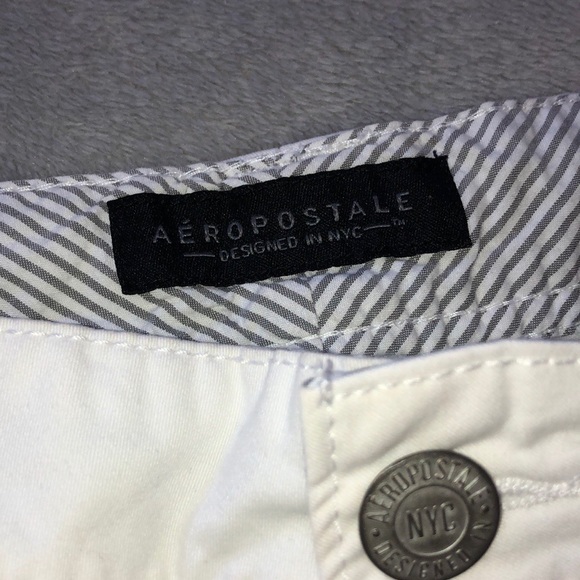 AÉROPOSTALE
DESIGNED IN NYC ™
AÉROPOSTALE
NYC
DESIGNED IN